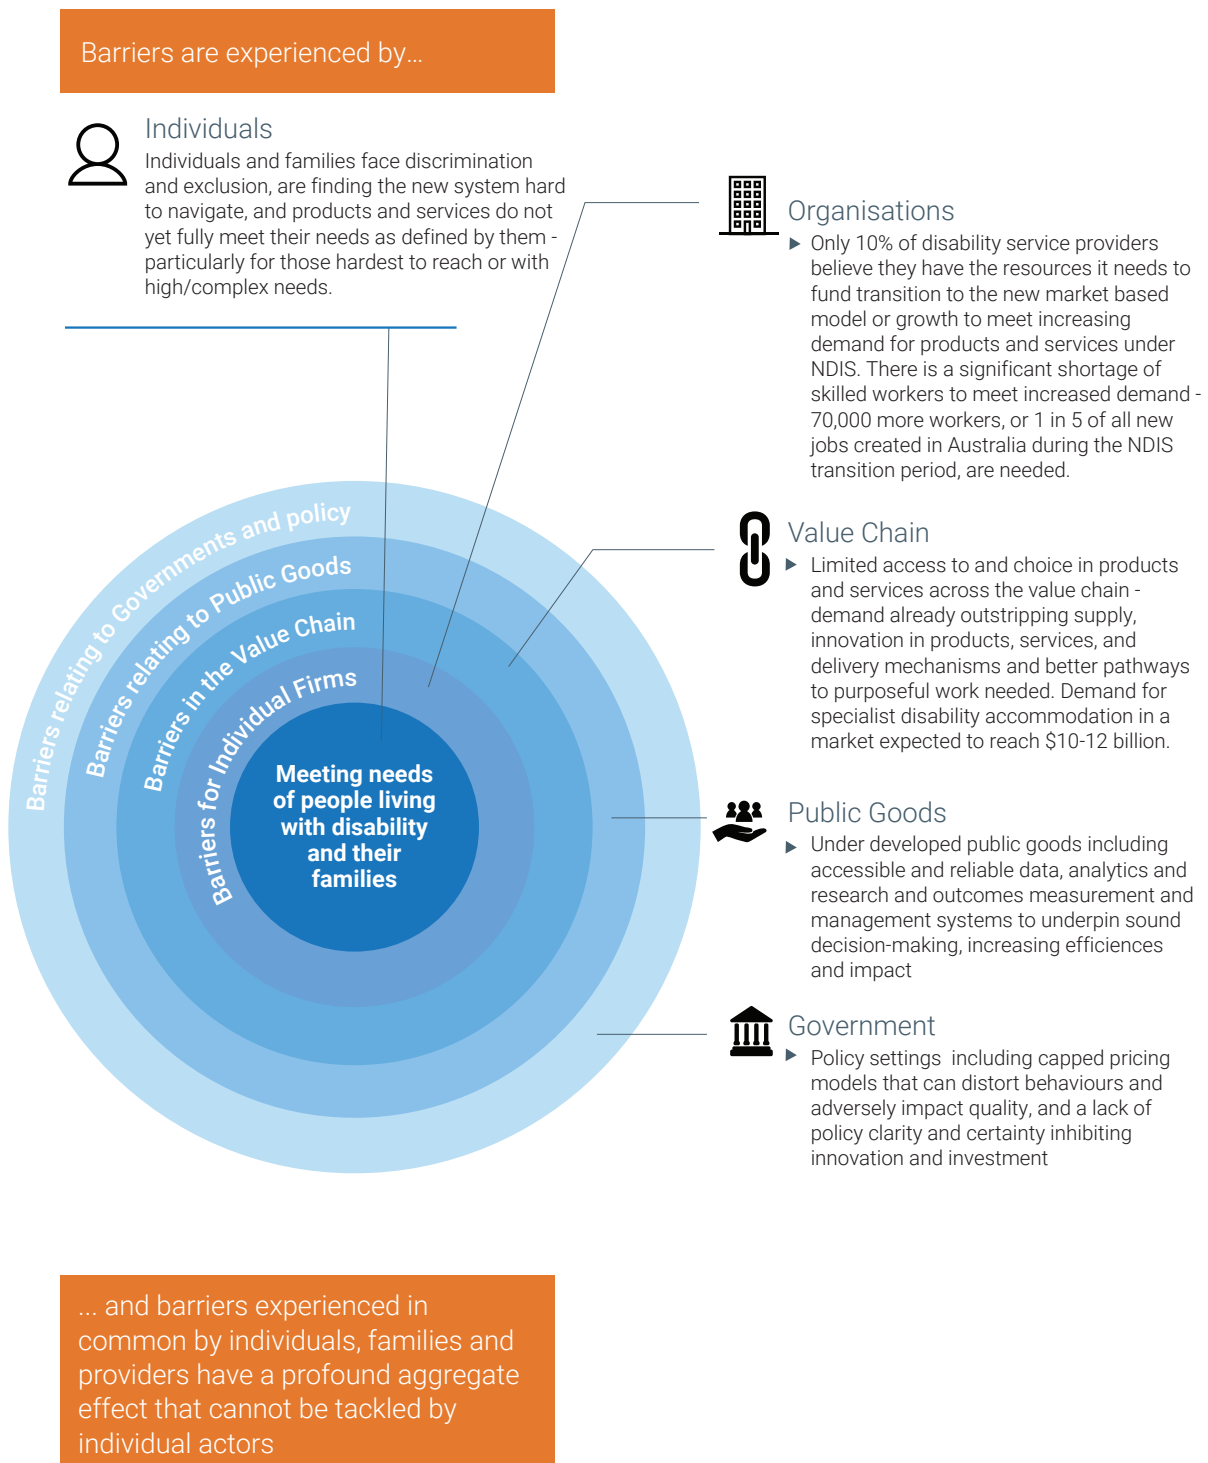 Barriers are experienced by...
Individuals
Individuals and families face discrimination
and exclusion, are finding the new system hard
to navigate, and products and services do not
yet fully meet their needs as defined by them -
particularly for those hardest to reach or with
high/complex needs.
Organisations
Only 10% of disability service providers
believe they have the resources it needs to
fund transition to the new market based
model or growth to meet increasing
demand for products and services under
NDIS. There is a significant shortage of
skilled workers to meet increased demand -
70,000 more workers, or 1 in 5 of all new
jobs created in Australia during the NDIS
transition period, are needed.
Value Chain
Limited access to and choice in products
and services across the value chain -
demand already outstripping supply,
innovation in products, services, and
delivery mechanisms and better pathways
to purposeful work needed. Demand for
specialist disability accommodation in a
market expected to reach $10-12 billion.
Public Goods
Under developed public goods including
accessible and reliable data, analytics and
research and outcomes measurement and
management systems to underpin sound
decision-making, increasing efficiences
and impact
Government
Policy settings including capped pricing
models that can distort behaviours and
adversely impact quality, and a lack of
policy clarity and certainty inhibiting
innovation and investment
Barriers relating to Governments and policy
Barriers relating to Public Goods
Barriers in the Value Chain
Barriers for Individual Firms
Meeting needs
of people living
with disability
and their
families
... and barriers experienced in
common by individuals, families and
providers have a profound aggregate
effect that cannot be tackled by
individual actors